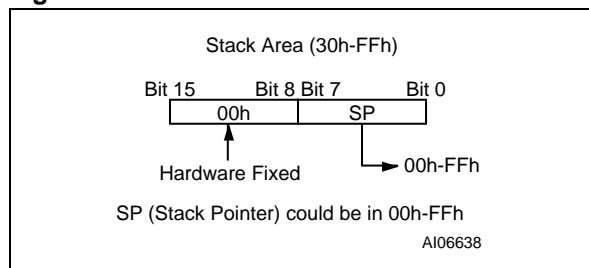 Stack Area (30h-FFh)
Bit 15 Bit 8 Bit 7 Bit 0
00h SP
00h-FFh
Hardware Fixed
SP (Stack Pointer) could be in 00h-FFh
AI06638